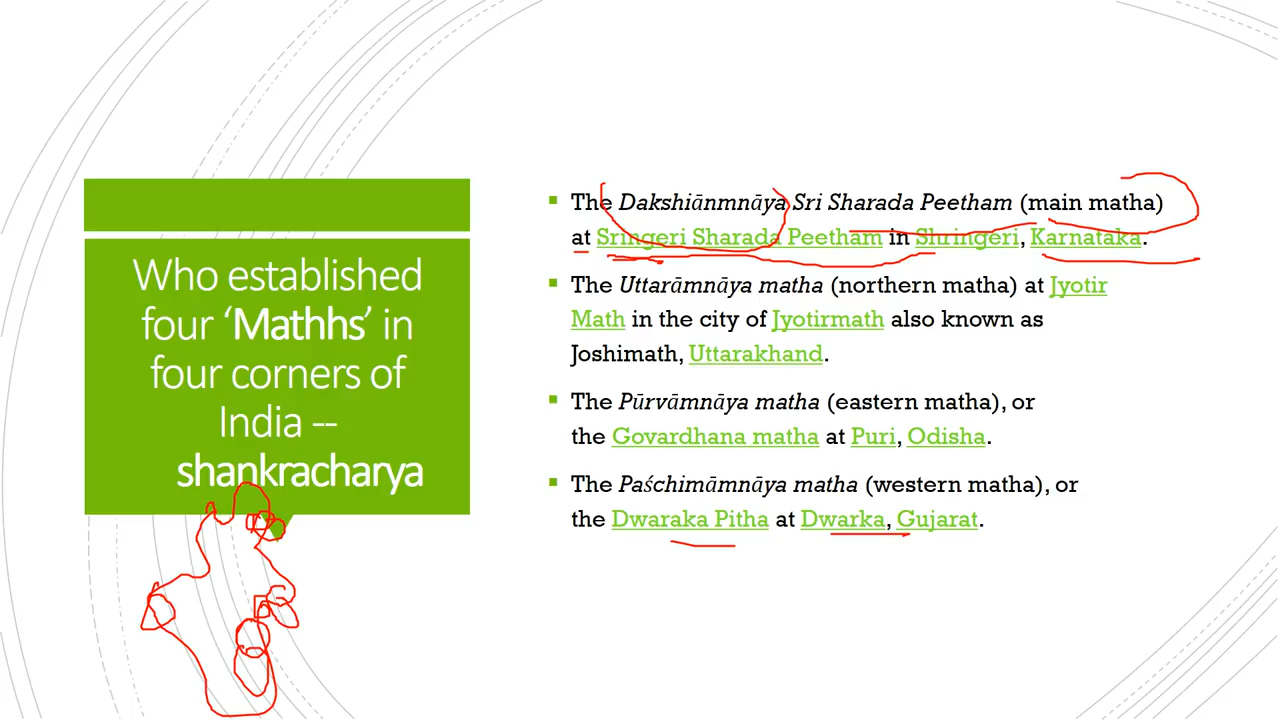 Who established
four ‘Mathhs’ in
four corners of
India --
shankracharya
▪ The Dakshiānmnāya Sri Sharada Peetham (main matha)
at Sringeri Sharada Peetham in Shringeri, Karnataka.
▪ The Uttarāmnāya matha (northern matha) at Jyotir
Math in the city of Jyotirmath also known as
Joshimath, Uttarakhand.
▪ The Pūrvāmnāya matha (eastern matha), or
the Govardhana matha at Puri, Odisha.
▪ The Paśchimāmnāya matha (western matha), or
the Dwaraka Pitha at Dwarka, Gujarat.